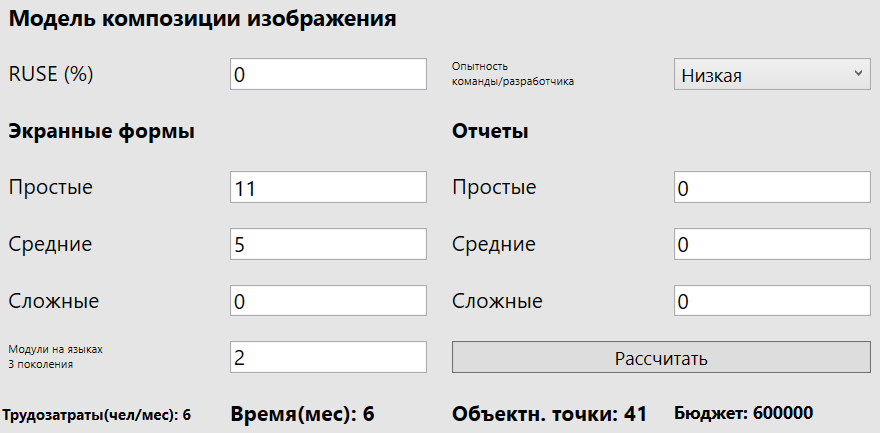 Модель композиции изображения
RUSE (%)
0
Опытность
команды/разработчика
Низкая
Экранные формы
Отчеты
Простые
11
Простые
0
Средние
5
Средние
0
Сложные
0
Сложные
0
Модули на языках
3 поколения
2
Рассчитать
Трудозатраты(чел/мес): 6
Время(мес): 6
Объектн. точки: 41
Бюджет: 600000